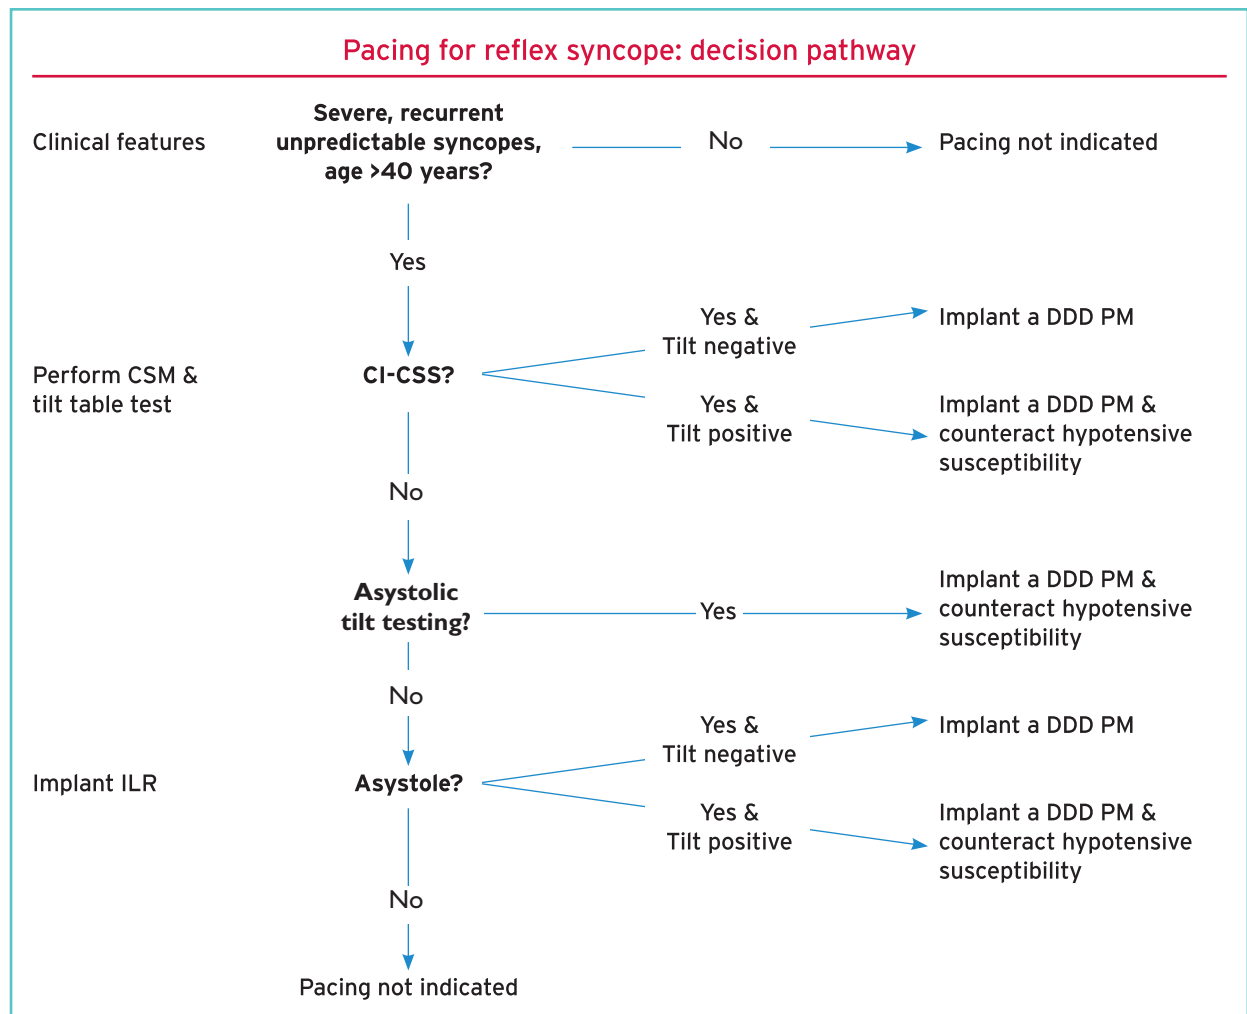 Pacing for reflex syncope: decision pathway
Clinical features
Severe, recurrent
unpredictable syncopes,
age >40 years?
No
Pacing not indicated
Yes
Perform CSM &
tilt table test
CI-CSS?
Yes &
Tilt negative
Implant a DDD PM
Yes &
Tilt positive
Implant a DDD PM &
counteract hypotensive
susceptibility
No
Asystolic
tilt testing?
Yes
Implant a DDD PM &
counteract hypotensive
susceptibility
No
Implant ILR
Asystole?
Yes &
Tilt negative
Implant a DDD PM
Yes &
Tilt positive
Implant a DDD PM &
counteract hypotensive
susceptibility
No
Pacing not indicated